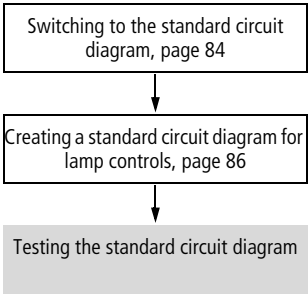 Switching to the standard circuit
diagram, page 84
Creating a standard circuit diagram for
lamp controls, page 86
Testing the standard circuit diagram